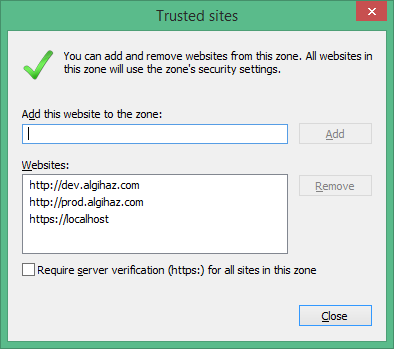 Trusted sites
You can add and remove websites from this zone. All websites in
this zone will use the zone's security settings.
Add this website to the zone:
Add
Websites:
http://dev.algihaz.com
http://prod.algihaz.com
https://localhost
Remove
Require server verification (https:) for all sites in this zone
Close